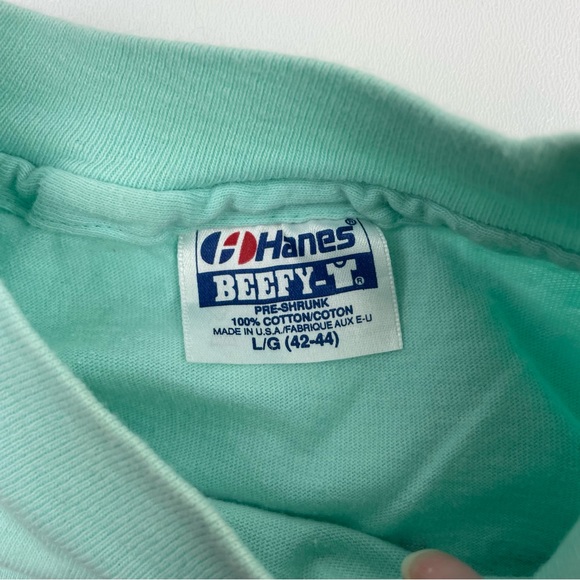 Hanes®
BEEFY-T®
PRE-SHRUNK
100% COTTON/COTON
MADE IN U.S.A./FABRIQUE AUX E-U
L/G (42-44)